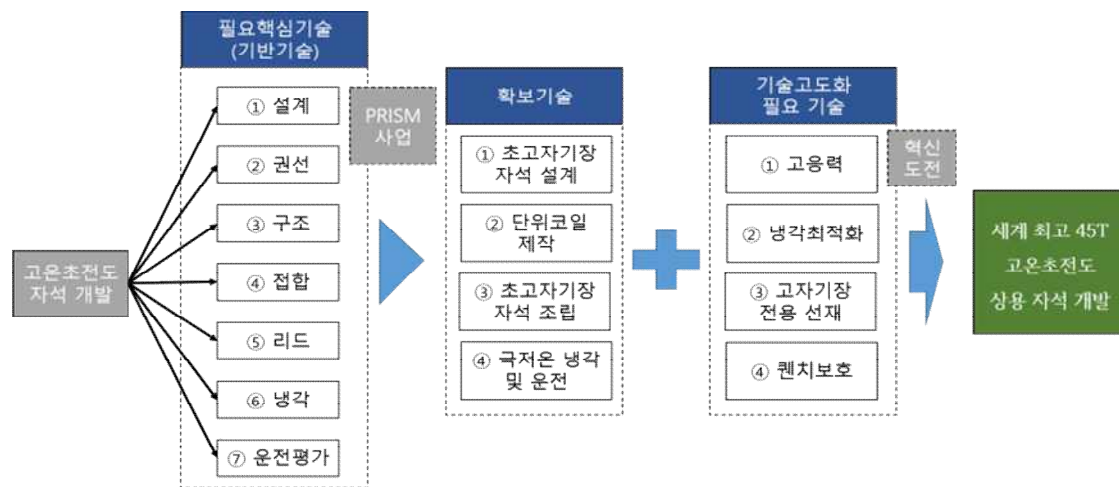 고온초전도
자석 개발
필요핵심기술
(기반기술)
① 설계
② 권선
③ 구조
④ 접합
⑤ 리드
⑥ 냉각
⑦ 운전평가
PRISM
사업
확보기술
① 초고자기장
자석 설계
② 단위코일
제작
③ 초고자기장
자석 조립
④ 극저온 냉각
및 운전
기술고도화
필요 기술
① 고응력
② 냉각최적화
③ 고자기장
전용 선재
④ 퀜치보호
혁신
도전
세계 최고 45T
고온초전도
상용 자석 개발